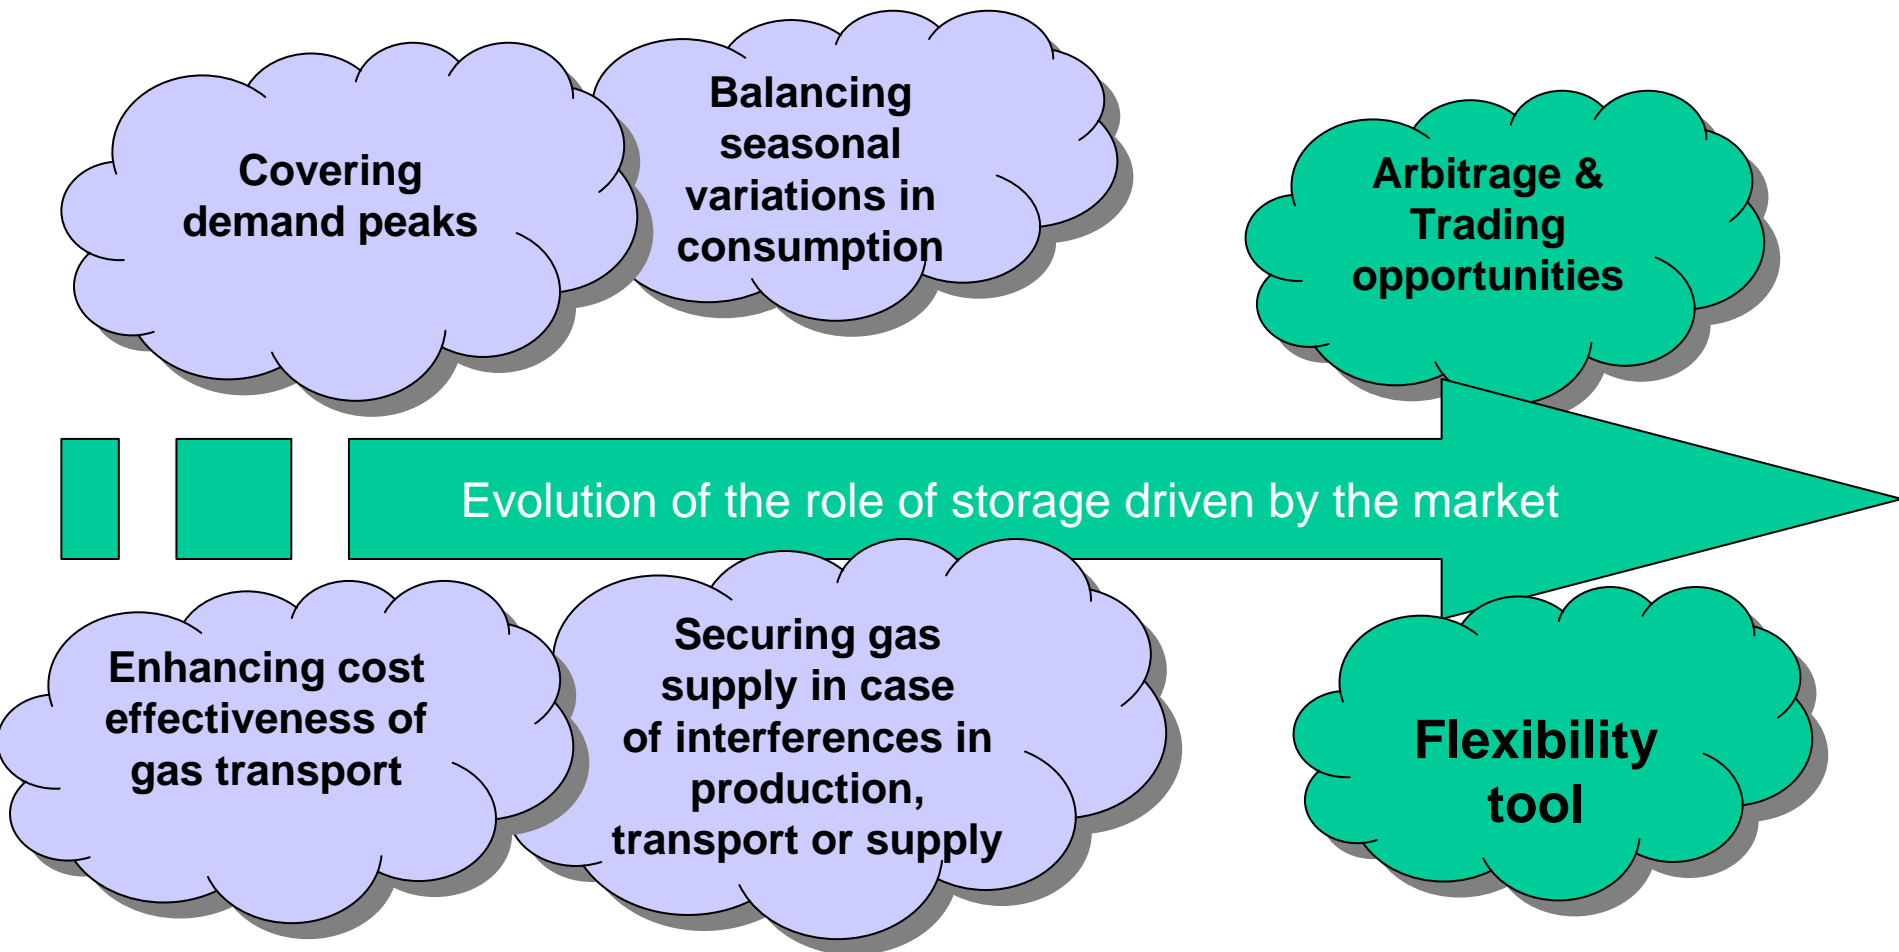 Covering
demand peaks
Balancing
seasonal
variations in
consumption
Arbitrage &
Trading
opportunities
Evolution of the role of storage driven by the market
Enhancing cost
effectiveness of
gas transport
Securing gas
supply in case
of interferences in
production,
transport or supply
Flexibility
tool